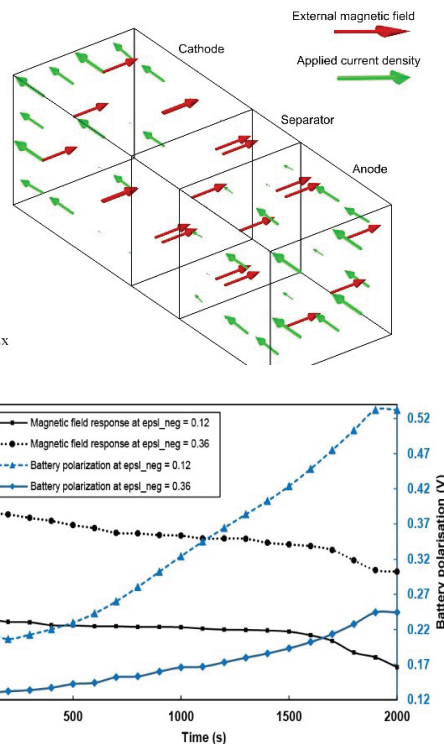 External magnetic field
Cathode
Applied current density
Separator
Anode
x
Magnetic field response at epsl_neg = 0.12
Magnetic field response at epsl_neg = 0.36
Battery polarization at epsl_neg = 0.12
Battery polarization at epsl_neg = 0.36
0.52
0.47
0.42
0.37
0.32
0.27
0.22
0.17
0.12
Battery polarisation (V)
500 1000 1500 2000
Time (s)